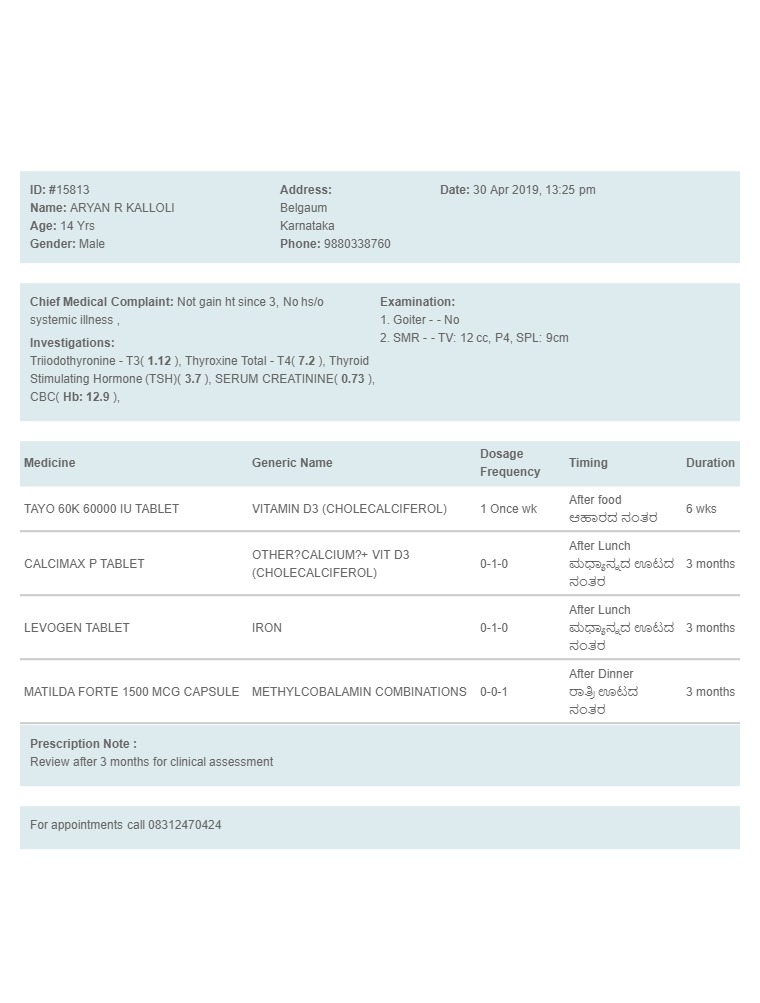 ID: #15813
Name: ARYAN R KALLOLI
Age: 14 Yrs
Gender: Male
Address:
Belgaum
Karnataka
Phone: 9880338760
Date: 30 Apr 2019, 13:25 pm
Chief Medical Complaint: Not gain ht since 3, No hs/o
systemic illness ,
Investigations:
Triiodothyronine - T3( 1.12 ), Thyroxine Total - T4( 7.2 ), Thyroid
Stimulating Hormone (TSH)( 3.7 ), SERUM CREATININE( 0.73 ),
CBC( Hb: 12.9 ),
Examination:
1. Goiter - - No
2. SMR - - TV: 12 cc, P4, SPL: 9cm
Medicine Generic Name Dosage Frequency Timing Duration
TAYO 60K 60000 IU TABLET VITAMIN D3 (CHOLECALCIFEROL) 1 Once wk After food 6 wks
ಆಹಾರದ ನಂತರ
CALCIMAX P TABLET OTHER?CALCIUM?+ VIT D3 (CHOLECALCIFEROL) 0-1-0 After Lunch 3 months
ಮಧ್ಯಾನ್ನದ ಊಟದ
ನಂತರ
LEVOGEN TABLET IRON 0-1-0 After Lunch 3 months
ಮಧ್ಯಾನ್ನದ ಊಟದ
ನಂತರ
MATILDA FORTE 1500 MCG CAPSULE METHYLCOBALAMIN COMBINATIONS 0-0-1 After Dinner 3 months
ರಾತ್ರಿ ಊಟದ
ನಂತರ
Prescription Note :
Review after 3 months for clinical assessment
For appointments call 08312470424